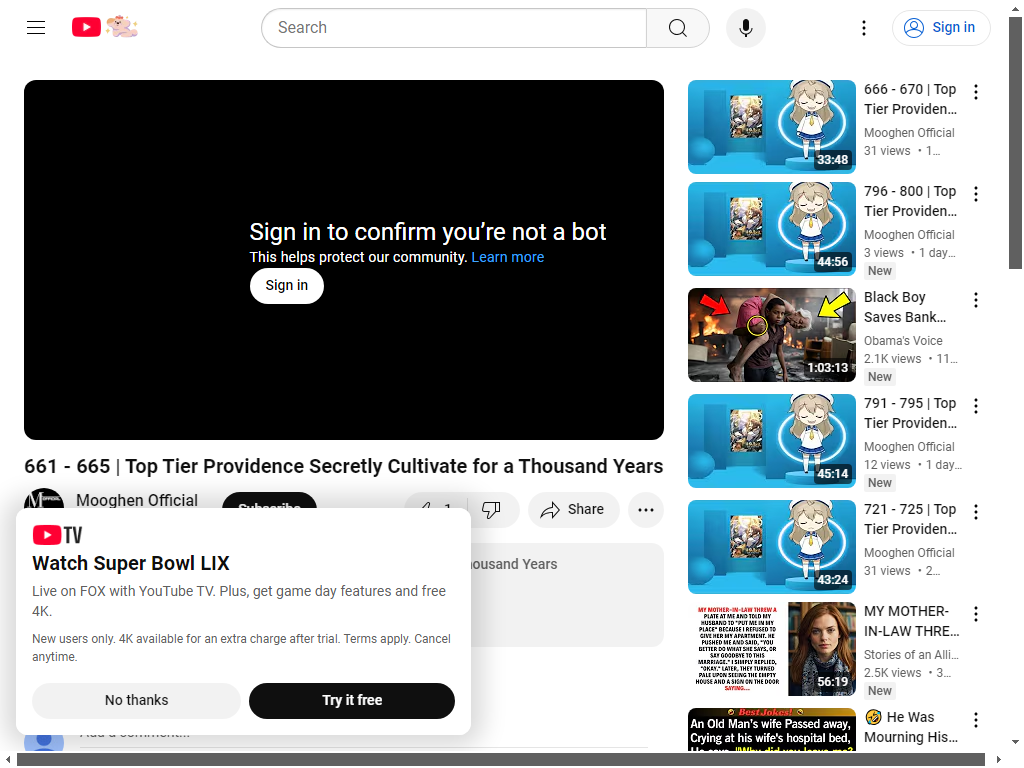 Search
Sign in
Sign in to confirm you’re not a bot
This helps protect our community. Learn more
Sign in
661 - 665 | Top Tier Providence Secretly Cultivate for a Thousand Years
Mooghen Official
Subscribe
1
Share
housand Years
TV
Watch Super Bowl LIX
Live on FOX with YouTube TV. Plus, get game day features and free
4K.
New users only. 4K available for an extra charge after trial. Terms apply. Cancel
anytime.
No thanks
Try it free
Add a comment...
666 - 670 | Top
Tier Providen...
Mooghen Official
31 views • 1...
33:48
796 - 800 | Top
Tier Providen...
Mooghen Official
3 views • 1 day...
New
44:56
Black Boy
Saves Bank...
Obama's Voice
2.1K views • 11...
New
1:03:13
791 - 795 | Top
Tier Providen...
Mooghen Official
12 views • 1 day...
New
45:14
721 - 725 | Top
Tier Providen...
Mooghen Official
31 views • 2...
43:24
MY MOTHER-IN-LAW THREW A
PLATE AT ME AND TOLD MY
HUSBAND TO "PUT ME IN MY
PLACE" BECAUSE I REFUSED TO
GIVE HER MY APARTMENT. HE
PUSHED ME AND SAID, "YOU
BETTER DO WHAT SHE SAYS, OR
SAY GOODBYE TO THIS
MARRIAGE." I SIMPLY REPLIED,
"OKAY." LATER, THEY TURNED
PALE UPON SEEING THE EMPTY
HOUSE AND A SIGN ON THE DOOR
SAYING...
56:19
MY MOTHER-
IN-LAW THRE...
Stories of an Alli...
2.5K views • 3...
New
Best Jokes!
An Old Man's wife Passed away,
Crying at his wife's hospital bed,
He says, "Why did you leave me?
🤣 He Was
Mourning His...